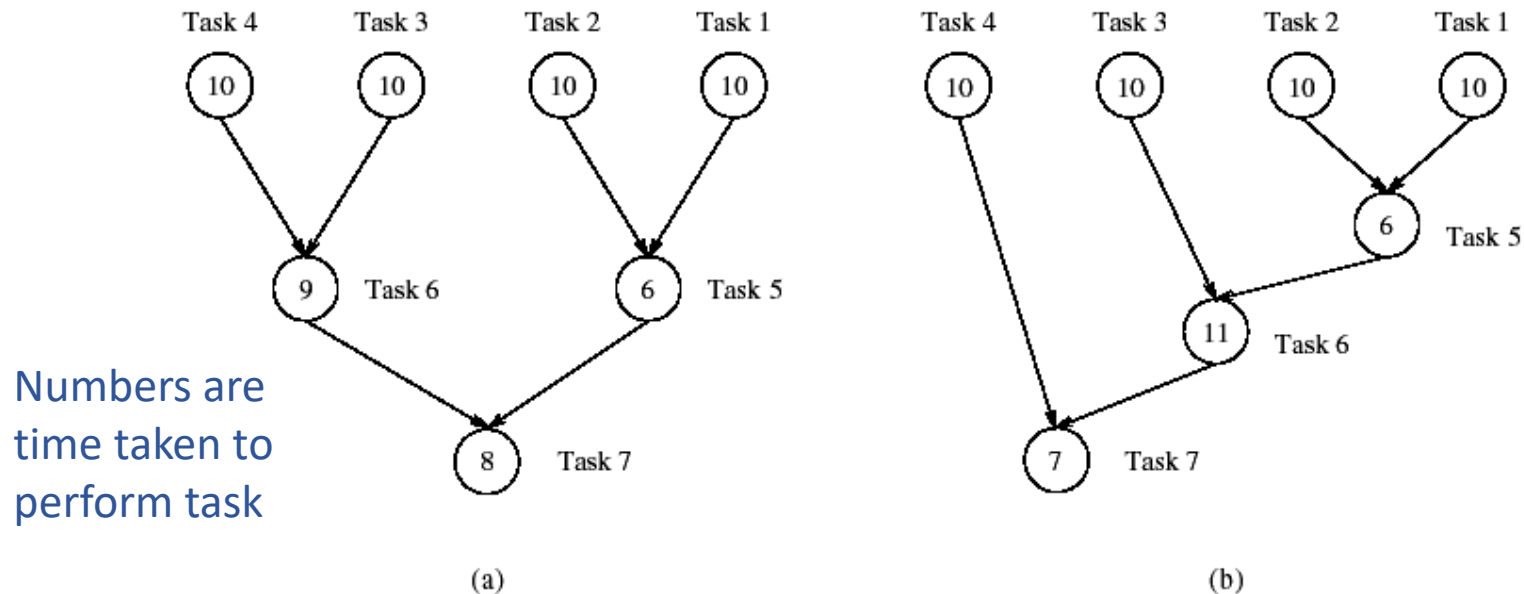 Task 4 Task 3 Task 2 Task 1 Task 4 Task 3 Task 2 Task 1
10 10 10 10 10 10 10 10
6 Task 5
9 Task 6 6 Task 5
11 Task 6
Numbers are
time taken to
perform task
8 Task 7 7 Task 7
(a) (b)